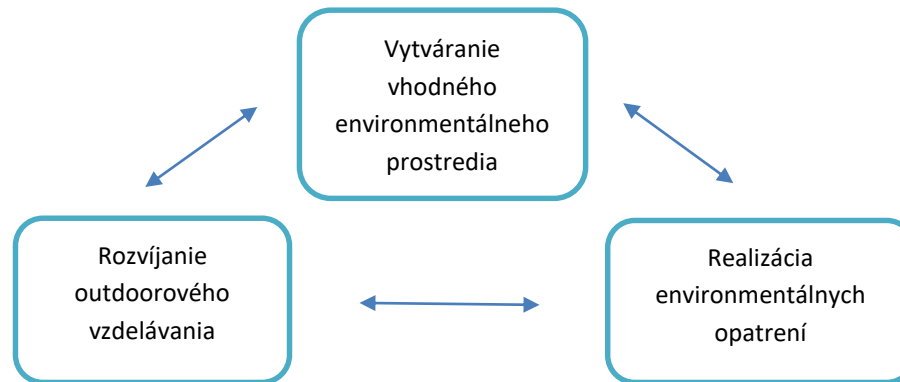 Vytváranie
vhodného
environmentálneho
prostredia
Rozvíjanie
outdoorového
vzdelávania
Realizácia
environmentálnych
opatrení